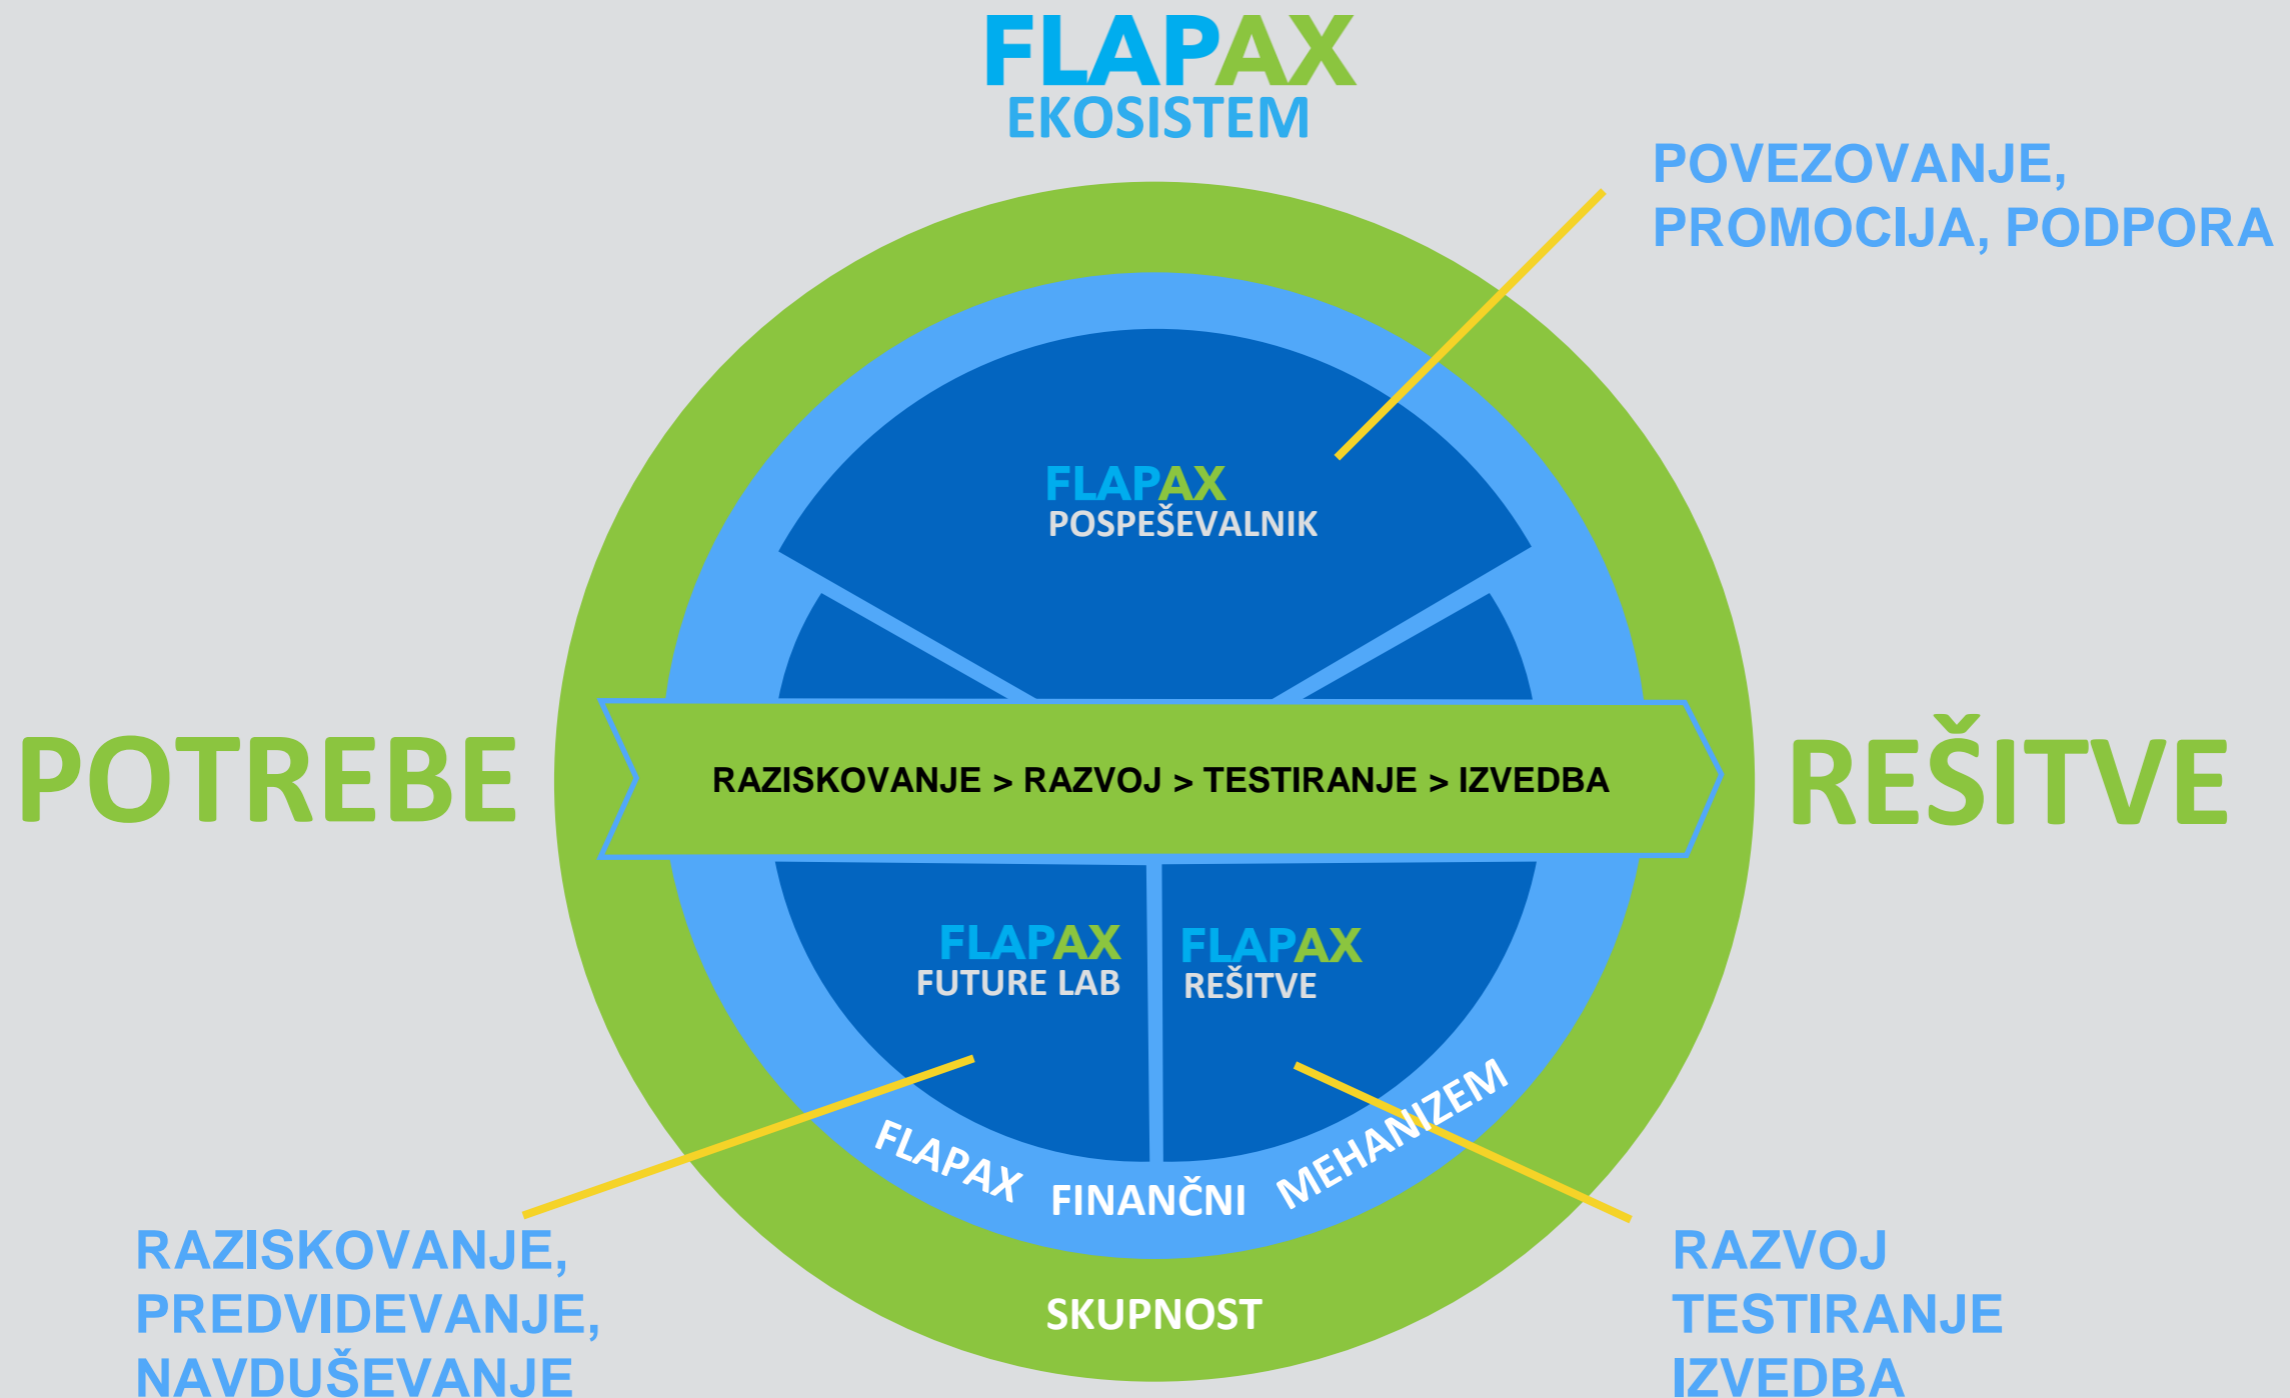 FLAPAX
EKOSISTEM
POVEZOVANJE,
PROMOCIJA, PODPORA
FLAPAX
POSPEŠEVALNIK
POTREBE
RAZISKOVANJE > RAZVOJ > TESTIRANJE > IZVEDBA
REŠITVE
FLAPAX
FUTURE LAB
FLAPAX
REŠITVE
FLAPAX FINANČNI MEHANIZEM
SKUPNOST
RAZISKOVANJE,
PREDVIDEVANJE,
NAVDUŠEVANJE
RAZVOJ
TESTIRANJE
IZVEDBA